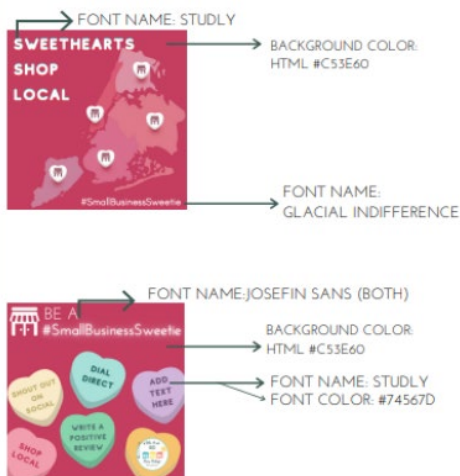 FONT NAME: STUDLY
SWEETHEARTS
SHOP
LOCAL
BACKGROUND COLOR:
HTML #C53E60
#SmallBusinessSweetie
FONT NAME:
GLACIAL INDIFFERENCE
FONT NAME:JOSEFIN SANS (BOTH)
BE A
#SmallBusinessSweetie
BACKGROUND COLOR:
HTML #C53E60
DIAL
DIRECT
SHOUT OUT
ON
SOCIAL
ADD
TEXT
HERE
FONT NAME: STUDLY
FONT COLOR: #74567D
WRITE A
POSITIVE
REVIEW
SHOP
LOCAL